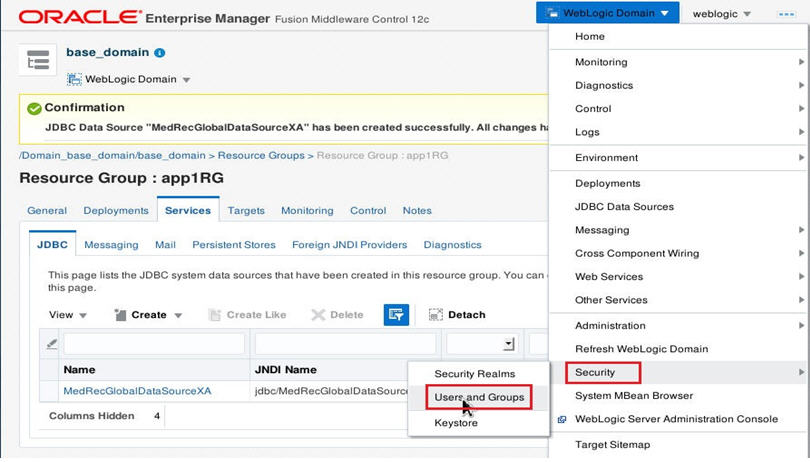 ORACLE® Enterprise Manager Fusion Middleware Control 12c
WebLogic Domain
weblogic
base_domain
WebLogic Domain
Confirmation
JDBC Data Source "MedRecGlobalDataSourceXA" has been created successfully. All changes ha
/Domain_base_domain/base_domain > Resource Groups > Resource Group : app1RG
Resource Group : app1RG
General Deployments Services Targets Monitoring Control Notes
JDBC Messaging Mail Persistent Stores Foreign JNDI Providers Diagnostics
This page lists the JDBC system data sources that have been created in this resource group. You can
this page.
View Create Create Like Delete Detach
Name JNDI Name
MedRecGlobalDataSourceXA jdbc/MedRecGlobalDataSource
Columns Hidden 4
Security Realms
Users and Groups
Keystore
Home
Monitoring
Diagnostics
Control
Logs
Environment
Deployments
JDBC Data Sources
Messaging
Cross Component Wiring
Web Services
Other Services
Administration
Refresh WebLogic Domain
Security
System MBean Browser
WebLogic Server Administration Console
Target Sitemap